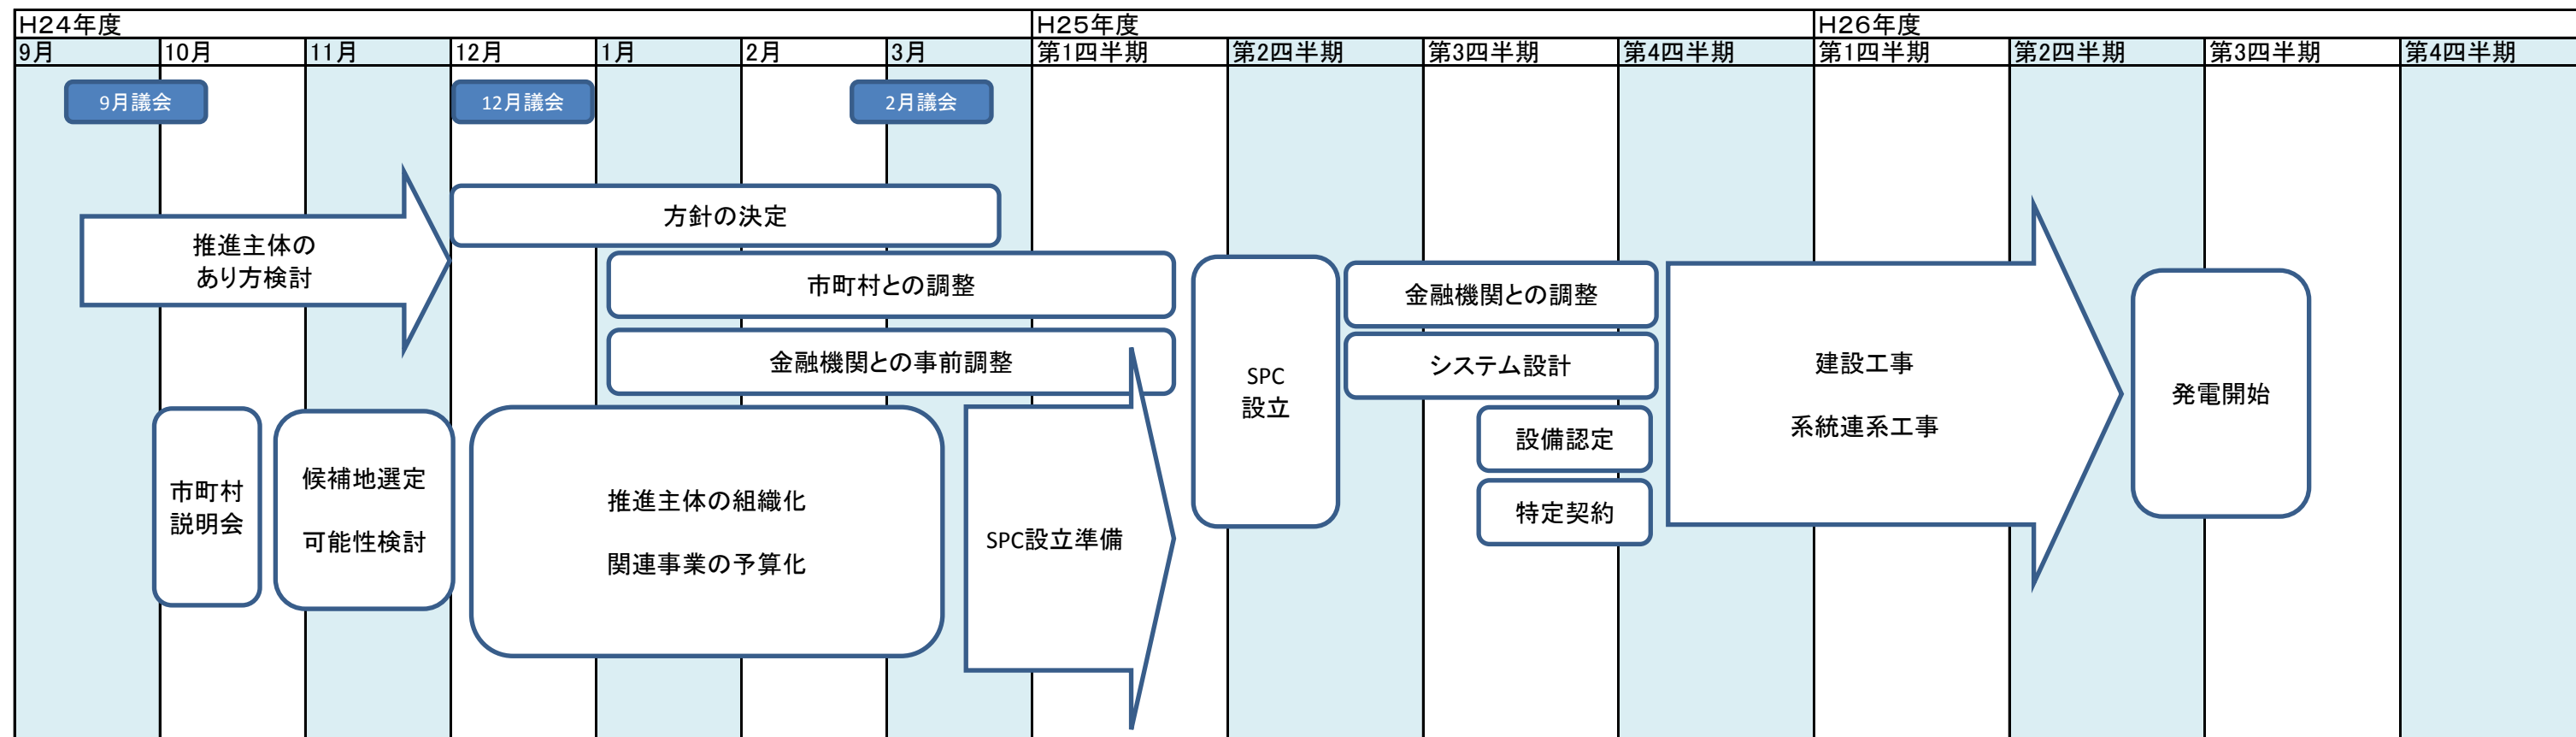 H24年度
H25年度
H26年度
9月
10月
11月
12月
1月
2月
3月
第1四半期
第2四半期
第3四半期
第4四半期
第1四半期
第2四半期
第3四半期
第4四半期
9月議会
12月議会
2月議会
推進主体の
あり方検討
方針の決定
市町村との調整
金融機関との事前調整
市町村
説明会
候補地選定
可能性検討
推進主体の組織化
関連事業の予算化
SPC設立準備
SPC
設立
金融機関との調整
システム設計
設備認定
特定契約
建設工事
系統連系工事
発電開始